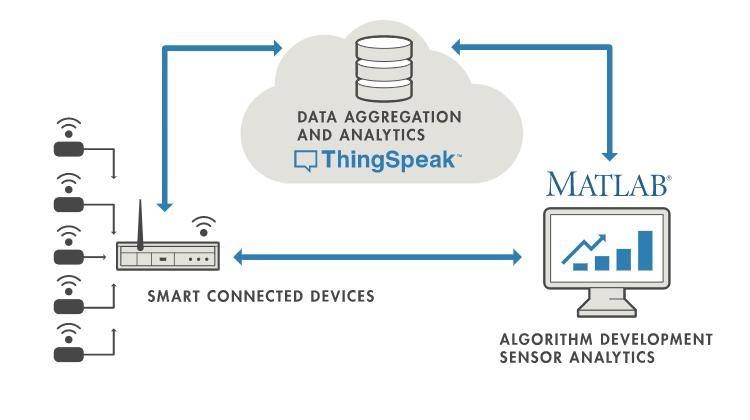 DATA AGGREGATION
AND ANALYTICS
ThingSpeak™
MATLAB®
SMART CONNECTED DEVICES
ALGORITHM DEVELOPMENT
SENSOR ANALYTICS